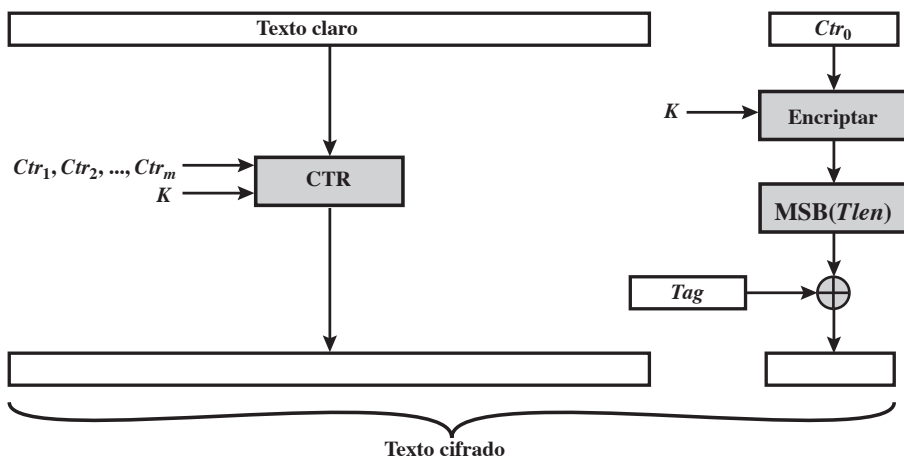 Texto claro
Ctr0
K
Encriptar
Ctr1, Ctr2, ..., Ctrm
K
CTR
MSB(Tlen)
Tag
Texto cifrado